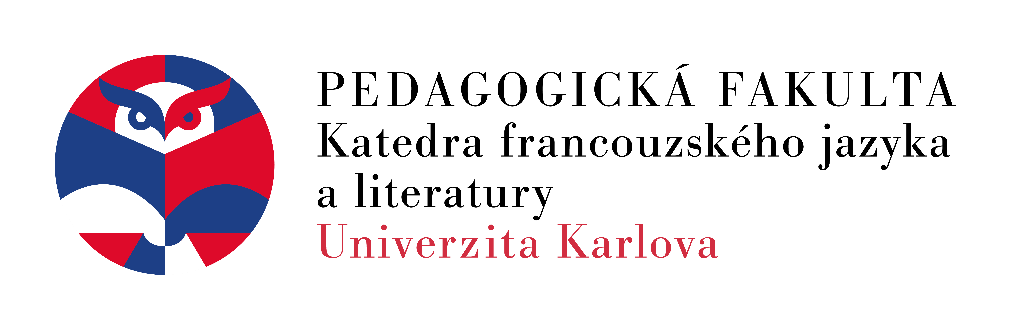 PEDAGOGICKÁ FAKULTA
Katedra francouzského jazyka
a literatury
Univerzita Karlova